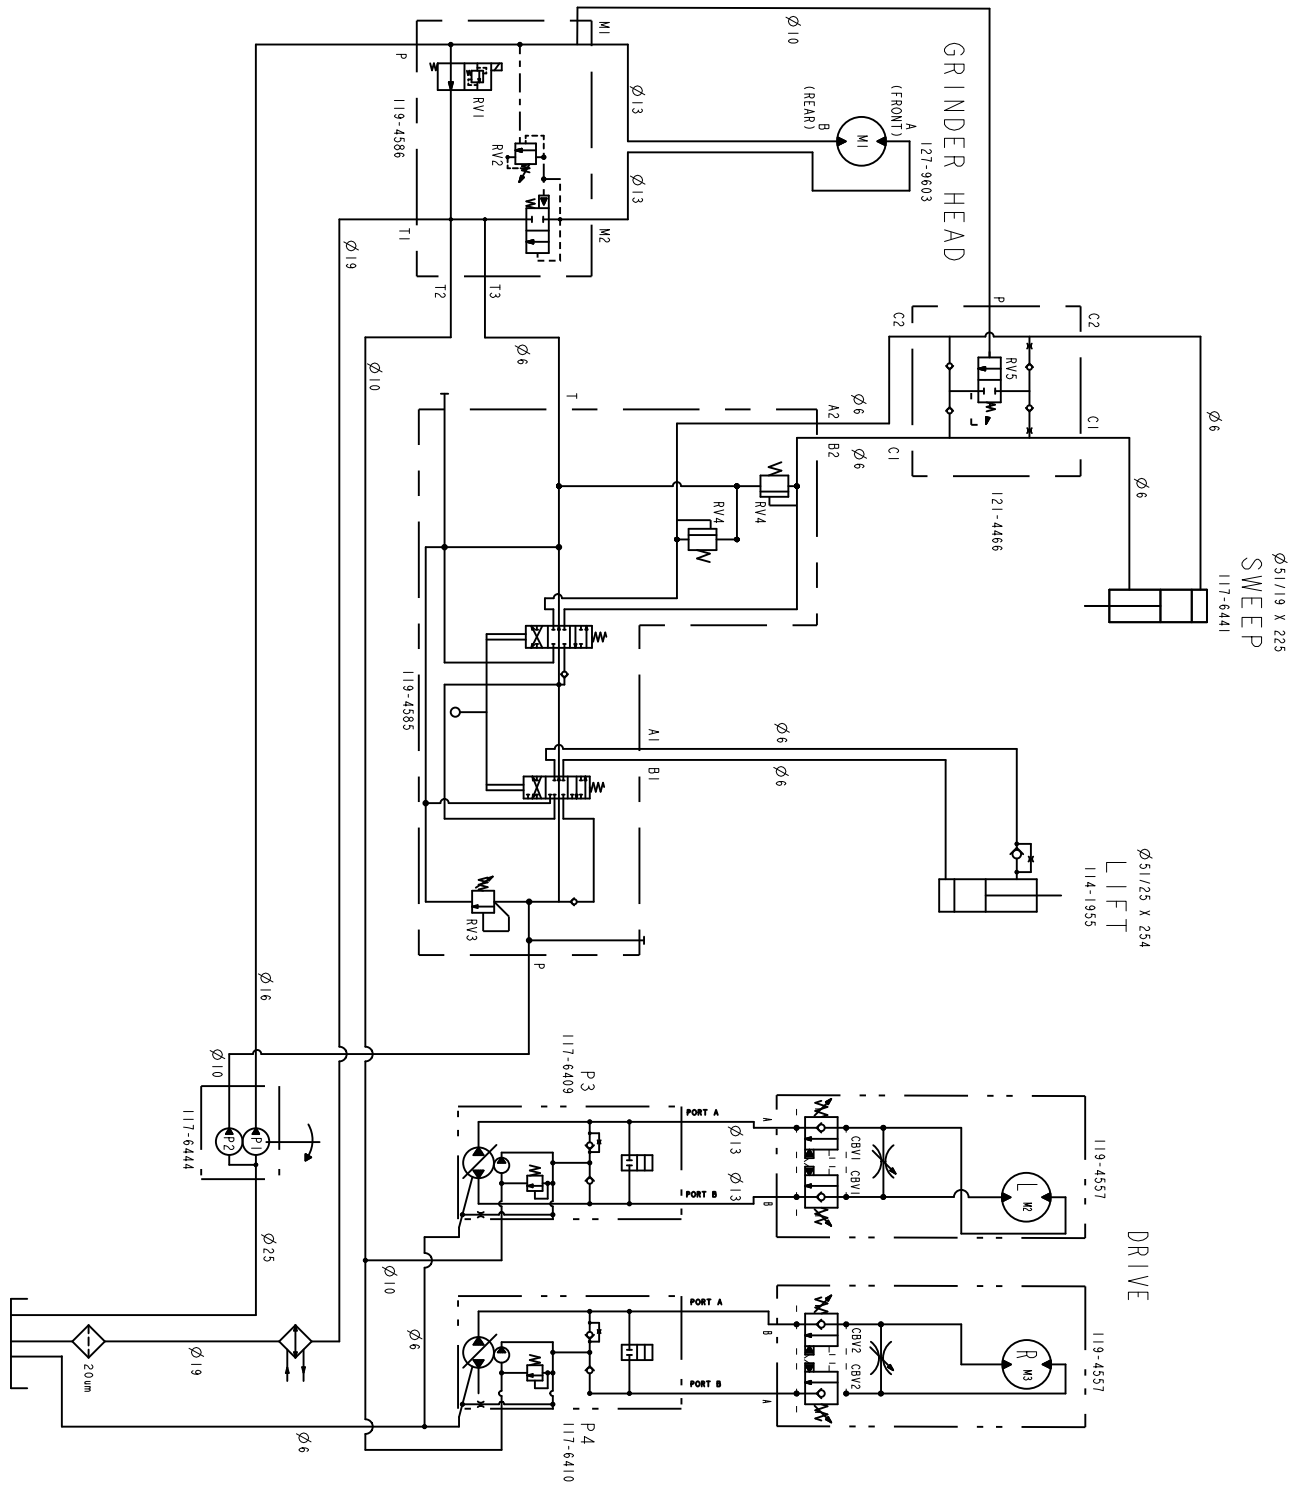 GRINDER HEAD
Ø10
M1
P
RV1
119-4586
RV2
Ø13
(REAR)
B
M1
(FRONT)
A
127-9603
Ø13
M2
T1
T2
T3
Ø19
Ø10
Ø6
T
P
C2
C2
RV5
Ø6
A2
B2
Ø6
C1
C1
121-4466
Ø6
Ø6
SWEEP
Ø51/19 X 225
117-6441
RV4
RV4
119-4585
A1
B1
Ø6
Ø6
LIFT
Ø51/25 X 254
114-1955
RV3
P
Ø16
Ø10
117-6444
P2
P1
Ø25
P3
117-6409
PORT A
PORT B
A
B
Ø13
Ø13
CBV1
CBV1
L
M2
119-4557
DRIVE
Ø10
Ø6
P4
117-6410
PORT A
PORT B
B
A
CBV2
CBV2
R
M3
119-4557
20um
Ø19
Ø6